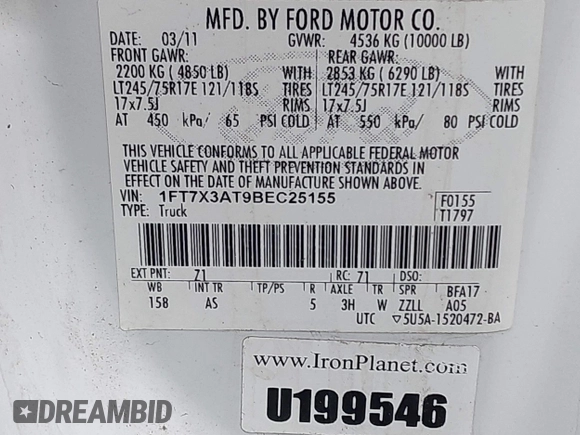 MFD. BY FORD MOTOR CO.
DATE: 03/11 GVWR: 4536 KG (10000 LB)
FRONT GAWR: REAR GAWR:
2200 KG ( 4850 LB) WITH 2853 KG ( 6290 LB) WITH
LT245/75R17E 121/118S TIRES LT245/75R17E 121/118S TIRES
17x7.5J RIMS 17x7.5J RIMS
AT 450 kPa/ 65 PSI COLD AT 550 kPa/ 80 PSI COLD
THIS VEHICLE CONFORMS TO ALL APPLICABLE FEDERAL MOTOR
VEHICLE SAFETY AND THEFT PREVENTION STANDARDS IN
EFFECT ON THE DATE OF MANUFACTURE SHOWN ABOVE.
VIN: 1FT7X3AT9BEC25155 F0155
TYPE: Truck T1797
EXT PNT: Z1 RC: 71 DSO:
WB INT TR TP/PS R AXLE TR SPR BFA17
158 AS 5 3H W ZZLL A05
UTC ▽5U5A-1520472-BA
www.IronPlanet.com
U199546
DREAMBID